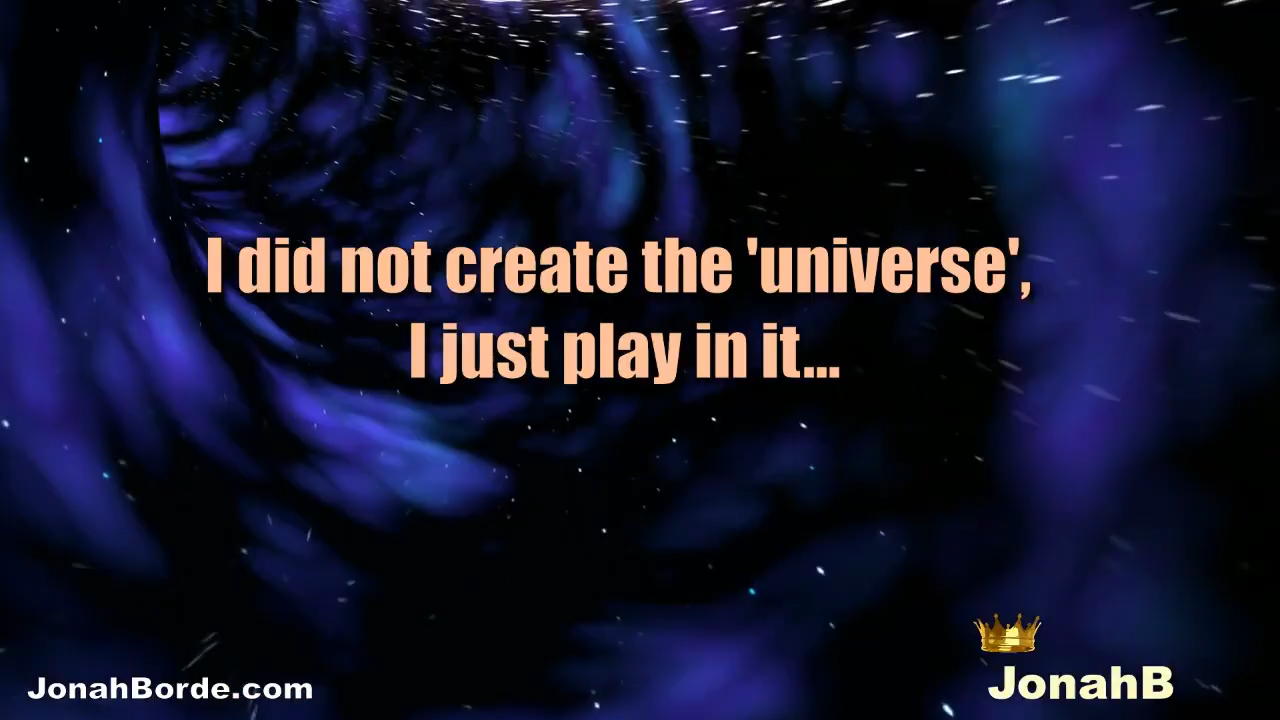 I did not create the 'universe',
I just play in it...
JonahBorde.com
JonahB